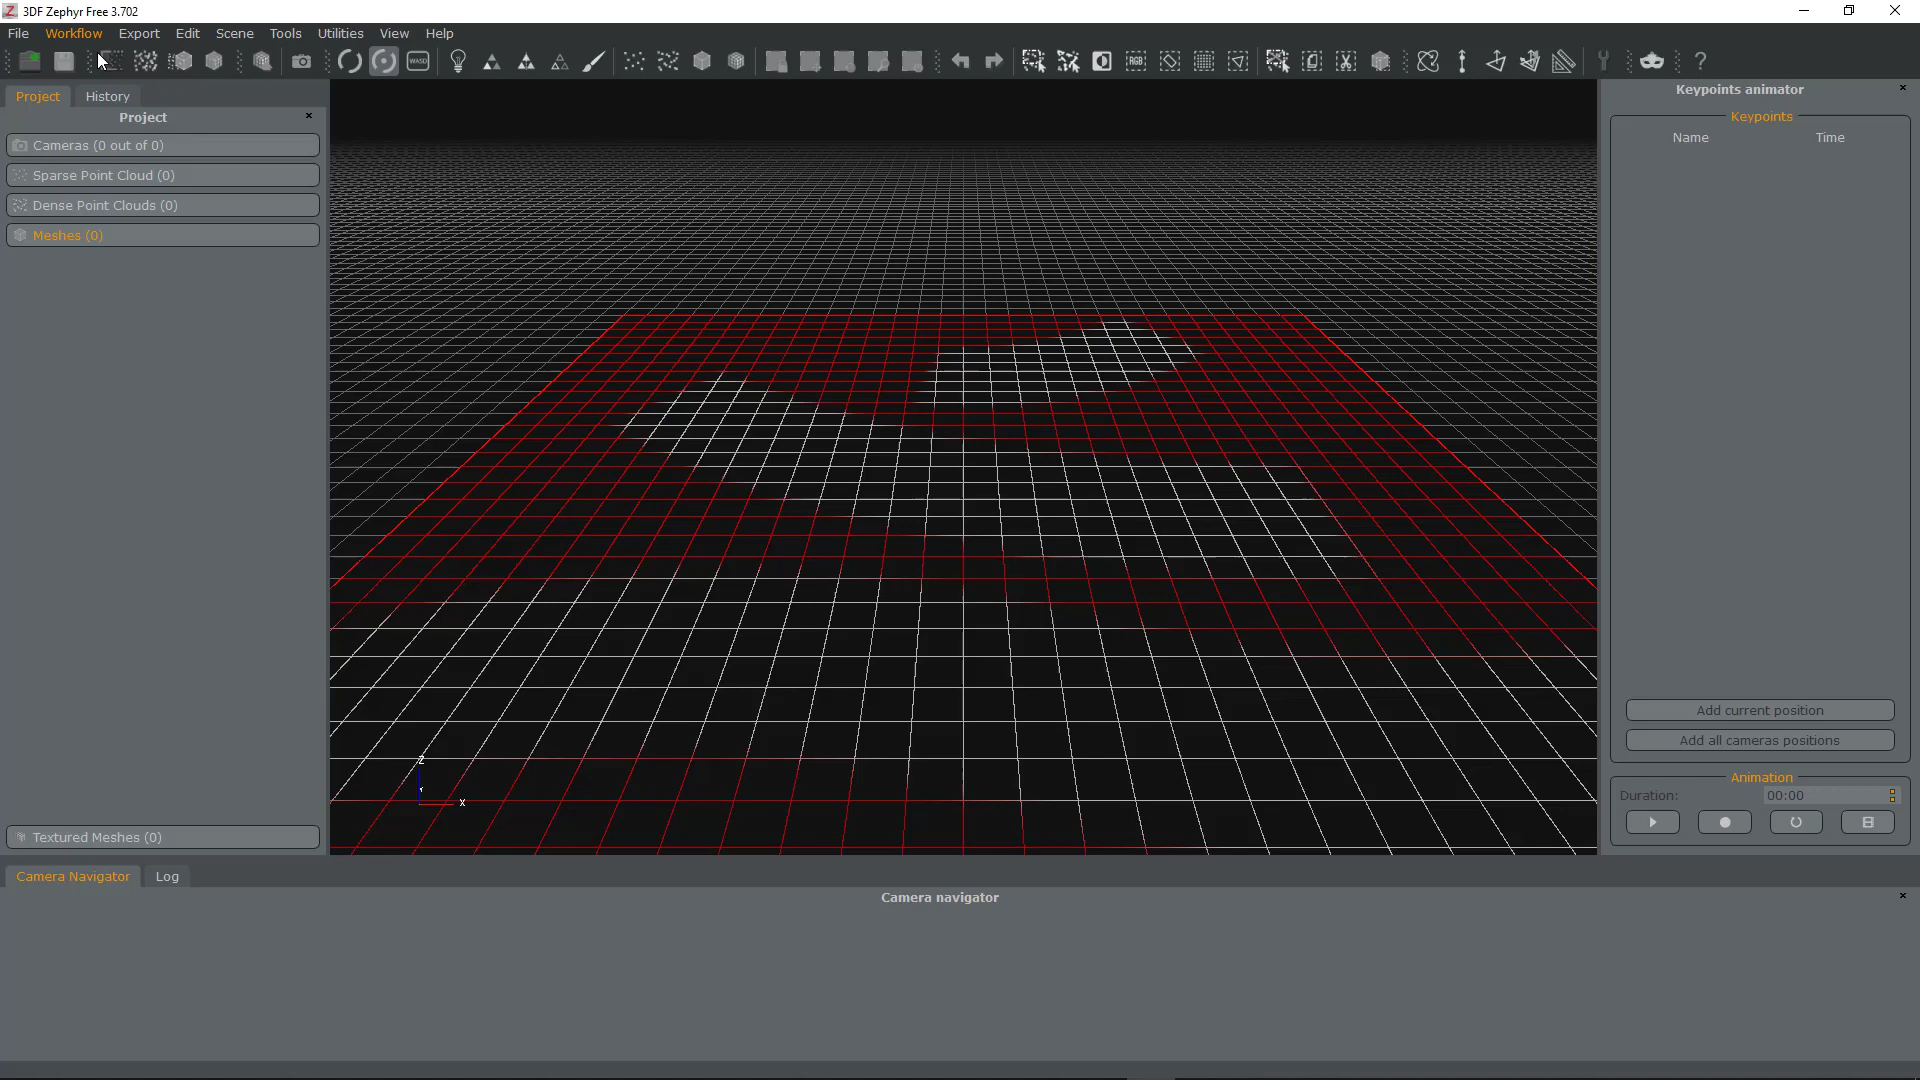 3DF Zephyr Free 3.702
File Workflow Export Edit Scene Tools Utilities View Help
WASD
RGB
Project History
Project
Cameras (0 out of 0)
Sparse Point Cloud (0)
Dense Point Clouds (0)
Meshes (0)
Textured Meshes (0)
Z
x
Keypoints animator
Keypoints
Name Time
Add current position
Add all cameras positions
Animation
Duration: 00:00
Camera Navigator Log
Camera navigator